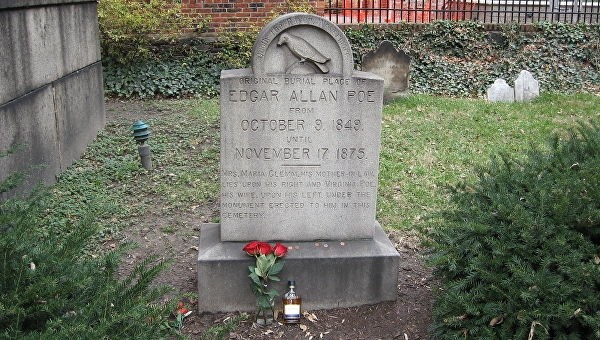 ORIGINAL BURIAL PLACE OF
EDGAR ALLAN POE
FROM
OCTOBER 9. 1849.
UNTIL
NOVEMBER 17. 1875.
MRS. MARIA CLEMM, HIS MOTHER-IN-LAW,
LIES UPON HIS RIGHT AND VIRGINIA POE,
HIS WIFE, UPON HIS LEFT, UNDER THE
MONUMENT ERECTED TO HIM IN THIS
CEMETERY.